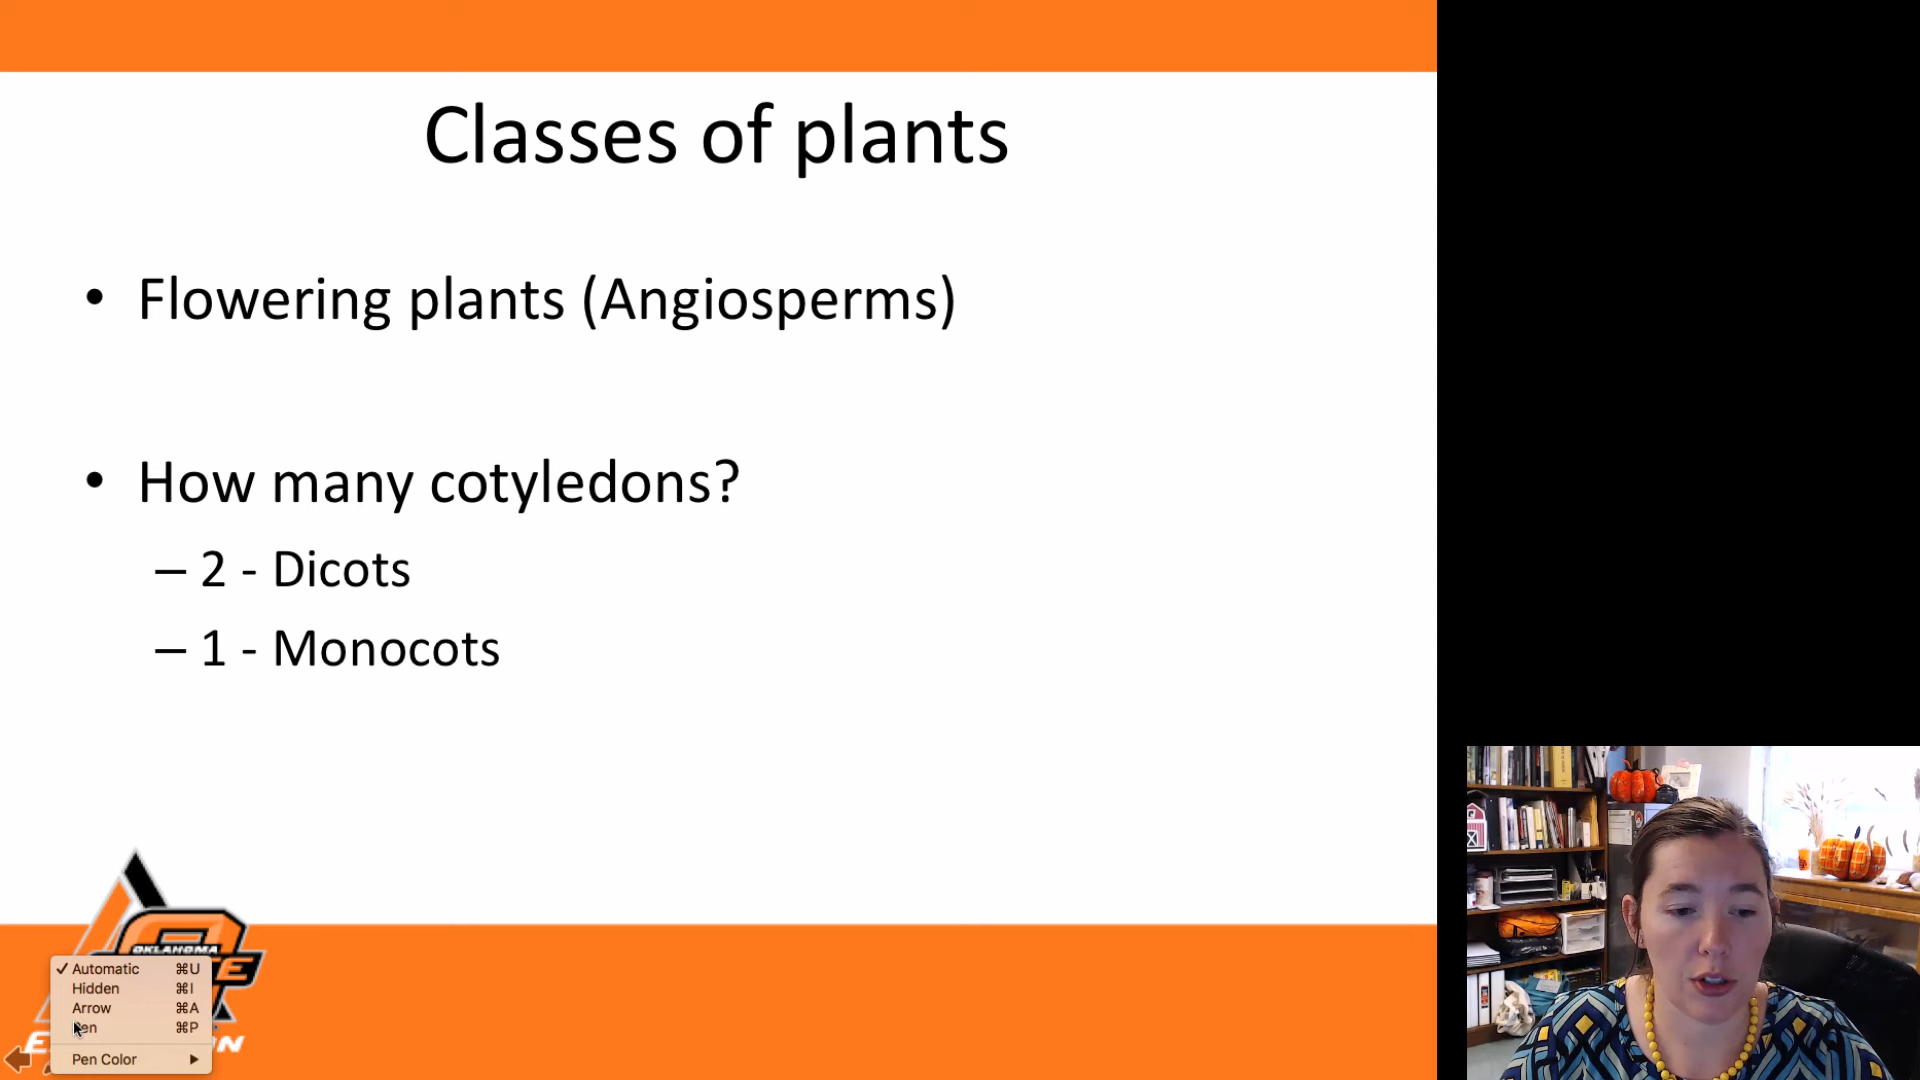 Classes of plants
• Flowering plants (Angiosperms)
• How many cotyledons?
– 2 - Dicots
– 1 - Monocots
OKLAHOMA
✓ Automatic ⌘U
Hidden ⌘I
Arrow ⌘A
⌘P
Pen Color ▶